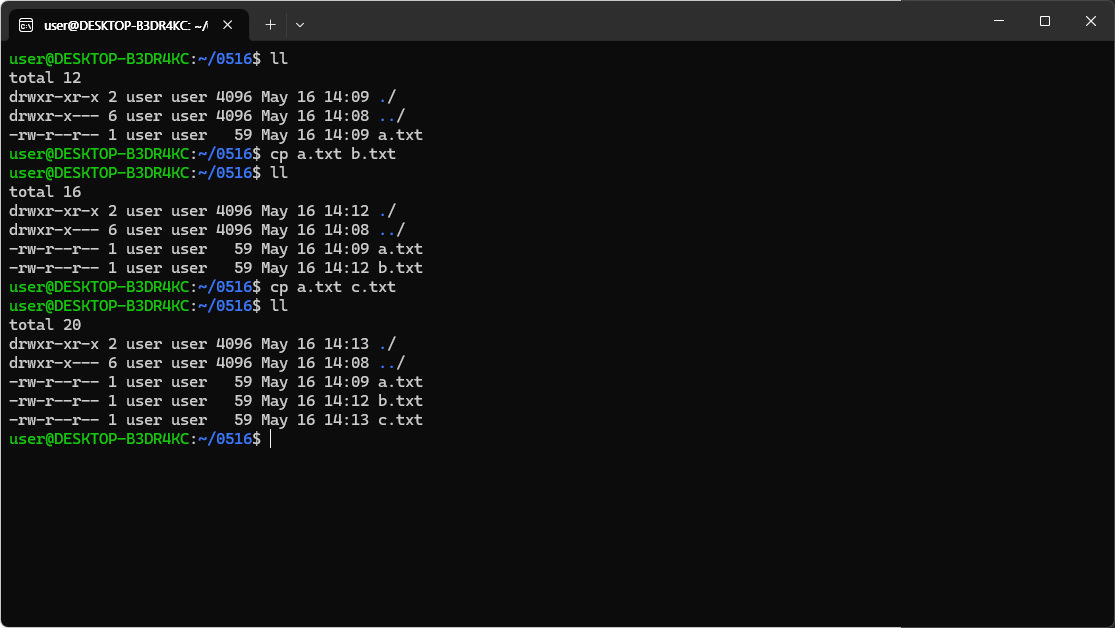 user@DESKTOP-B3DR4KC: ~/
user@DESKTOP-B3DR4KC:~/0516$ ll
total 12
drwxr-xr-x 2 user user 4096 May 16 14:09 ./
drwxr-x--- 6 user user 4096 May 16 14:08 ../
-rw-r--r-- 1 user user   59 May 16 14:09 a.txt
user@DESKTOP-B3DR4KC:~/0516$ cp a.txt b.txt
user@DESKTOP-B3DR4KC:~/0516$ ll
total 16
drwxr-xr-x 2 user user 4096 May 16 14:12 ./
drwxr-x--- 6 user user 4096 May 16 14:08 ../
-rw-r--r-- 1 user user   59 May 16 14:09 a.txt
-rw-r--r-- 1 user user   59 May 16 14:12 b.txt
user@DESKTOP-B3DR4KC:~/0516$ cp a.txt c.txt
user@DESKTOP-B3DR4KC:~/0516$ ll
total 20
drwxr-xr-x 2 user user 4096 May 16 14:13 ./
drwxr-x--- 6 user user 4096 May 16 14:08 ../
-rw-r--r-- 1 user user   59 May 16 14:09 a.txt
-rw-r--r-- 1 user user   59 May 16 14:12 b.txt
-rw-r--r-- 1 user user   59 May 16 14:13 c.txt
user@DESKTOP-B3DR4KC:~/0516$